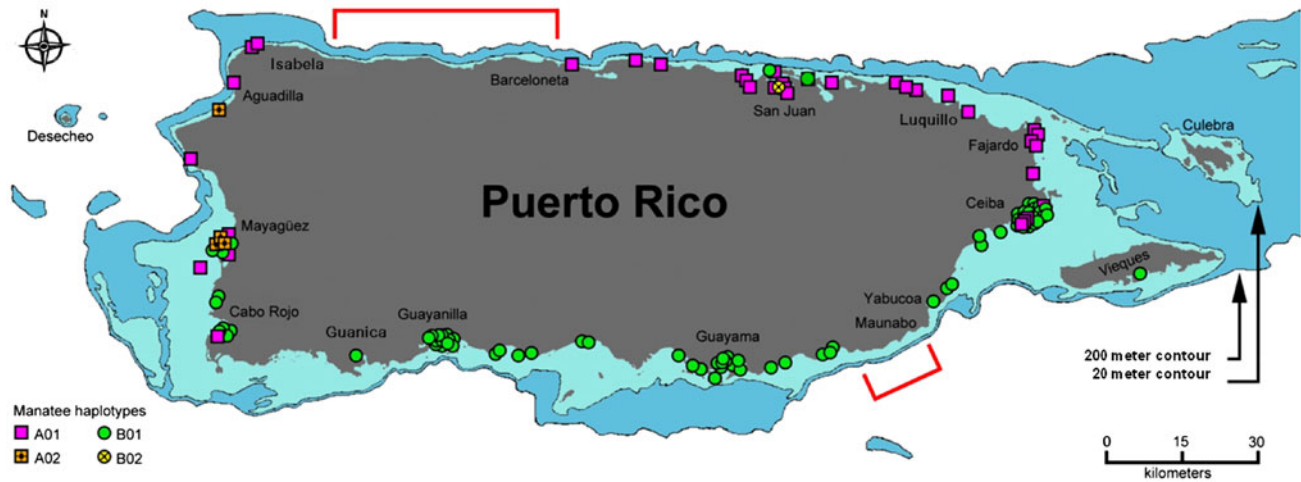 N
Isabela
Barceloneta
Aguadilla
San Juan
Luquillo
Desecheo
Culebra
Fajardo
Puerto Rico
Ceiba
Mayagüez
Vieques
Yabucoa
Cabo Rojo
Guayanilla
Guanica
Guayama
Maunabo
200 meter contour
20 meter contour
Manatee haplotypes
A01 B01
A02 B02
0 15 30
kilometers